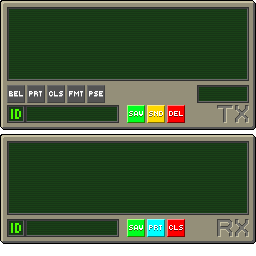 BEL PRT CLS FMT PSE
ID SAV SND DEL TX
ID SAV PRT CLS RX